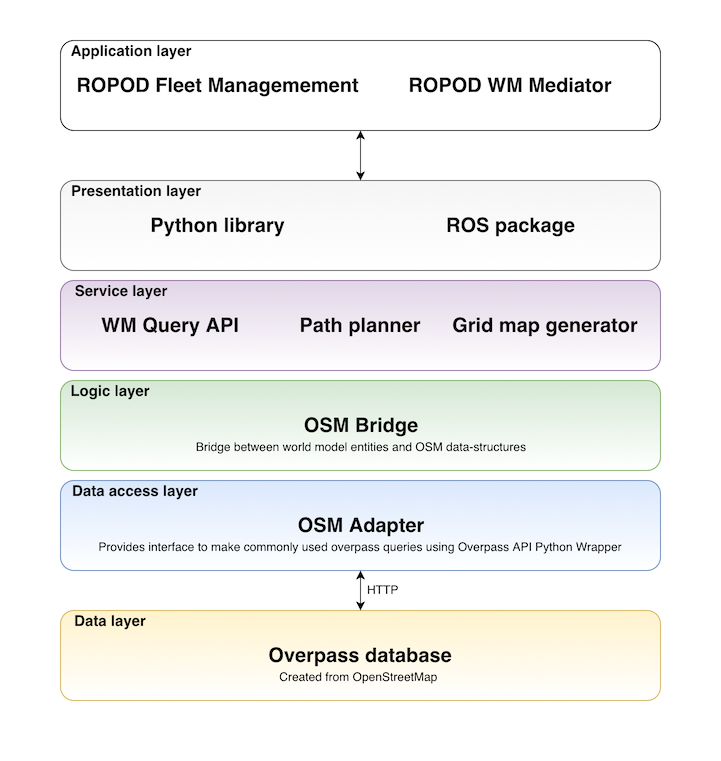 Application layer
ROPOD Fleet Managemement
ROPOD WM Mediator
Presentation layer
Python library
ROS package
Service layer
WM Query API
Path planner
Grid map generator
Logic layer
OSM Bridge
Bridge between world model entities and OSM data-structures
Data access layer
OSM Adapter
Provides interface to make commonly used overpass queries using Overpass API Python Wrapper
HTTP
Data layer
Overpass database
Created from OpenStreetMap